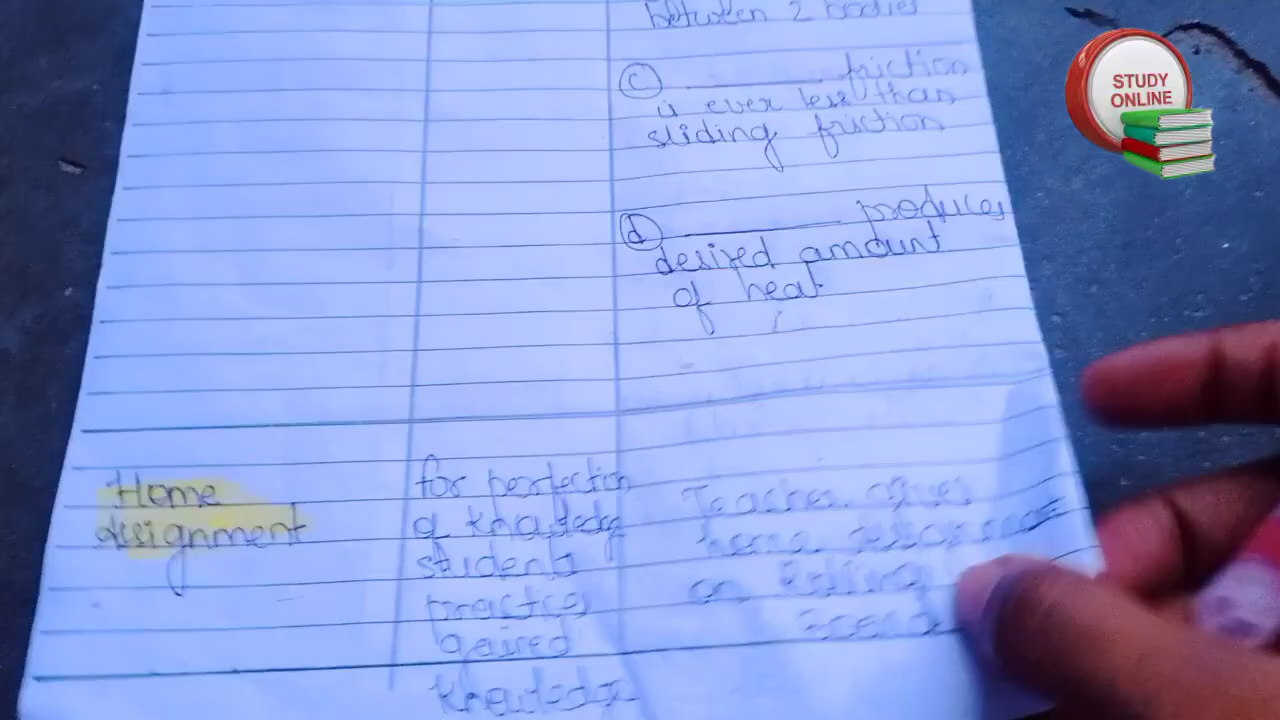 between 2 bodies
STUDY
ONLINE
c ________ friction
is ever less than
sliding friction
d ________ produces
desired amount
of heat
Home
assignment
for perfection
of knowledge
students
practice
gained
knowledge
Teacher gives
home
on